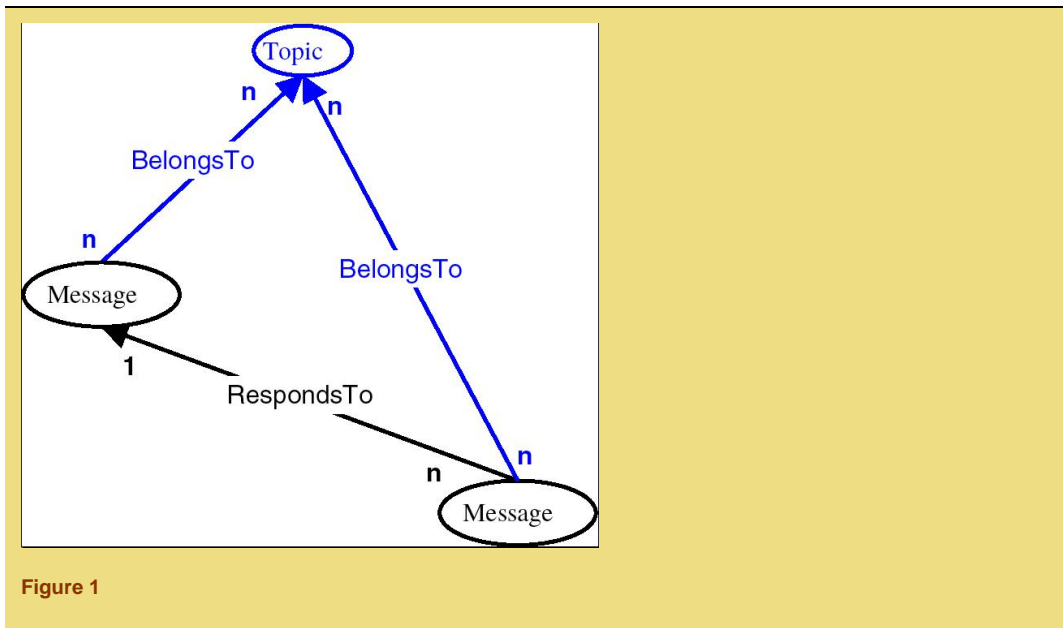 Topic
n
n
BelongsTo
n
BelongsTo
Message
1
RespondsTo
n
n
Message
Figure 1